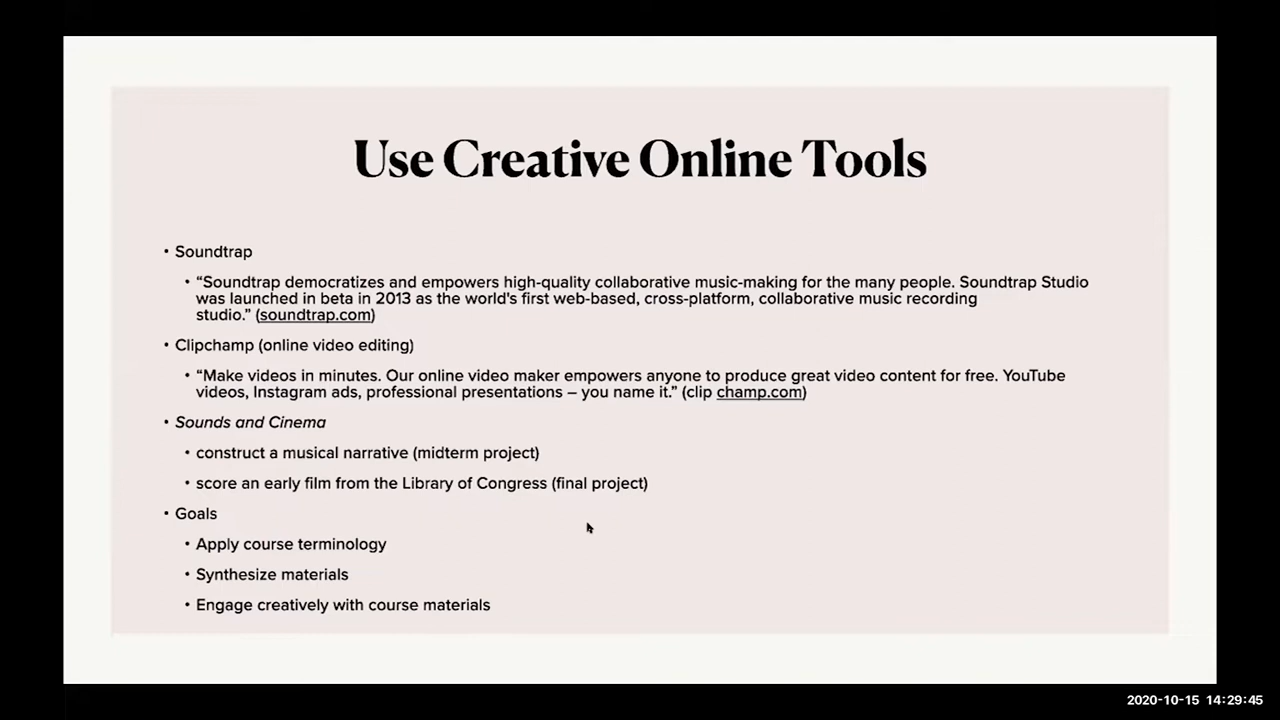 Use Creative Online Tools
• Soundtrap
• “Soundtrap democratizes and empowers high-quality collaborative music-making for the many people. Soundtrap Studio
was launched in beta in 2013 as the world's first web-based, cross-platform, collaborative music recording
studio.” (soundtrap.com)
• Clipchamp (online video editing)
• “Make videos in minutes. Our online video maker empowers anyone to produce great video content for free. YouTube
videos, Instagram ads, professional presentations – you name it.” (clip champ.com)
• Sounds and Cinema
• construct a musical narrative (midterm project)
• score an early film from the Library of Congress (final project)
• Goals
• Apply course terminology
• Synthesize materials
• Engage creatively with course materials
2020-10-15 14:29:45